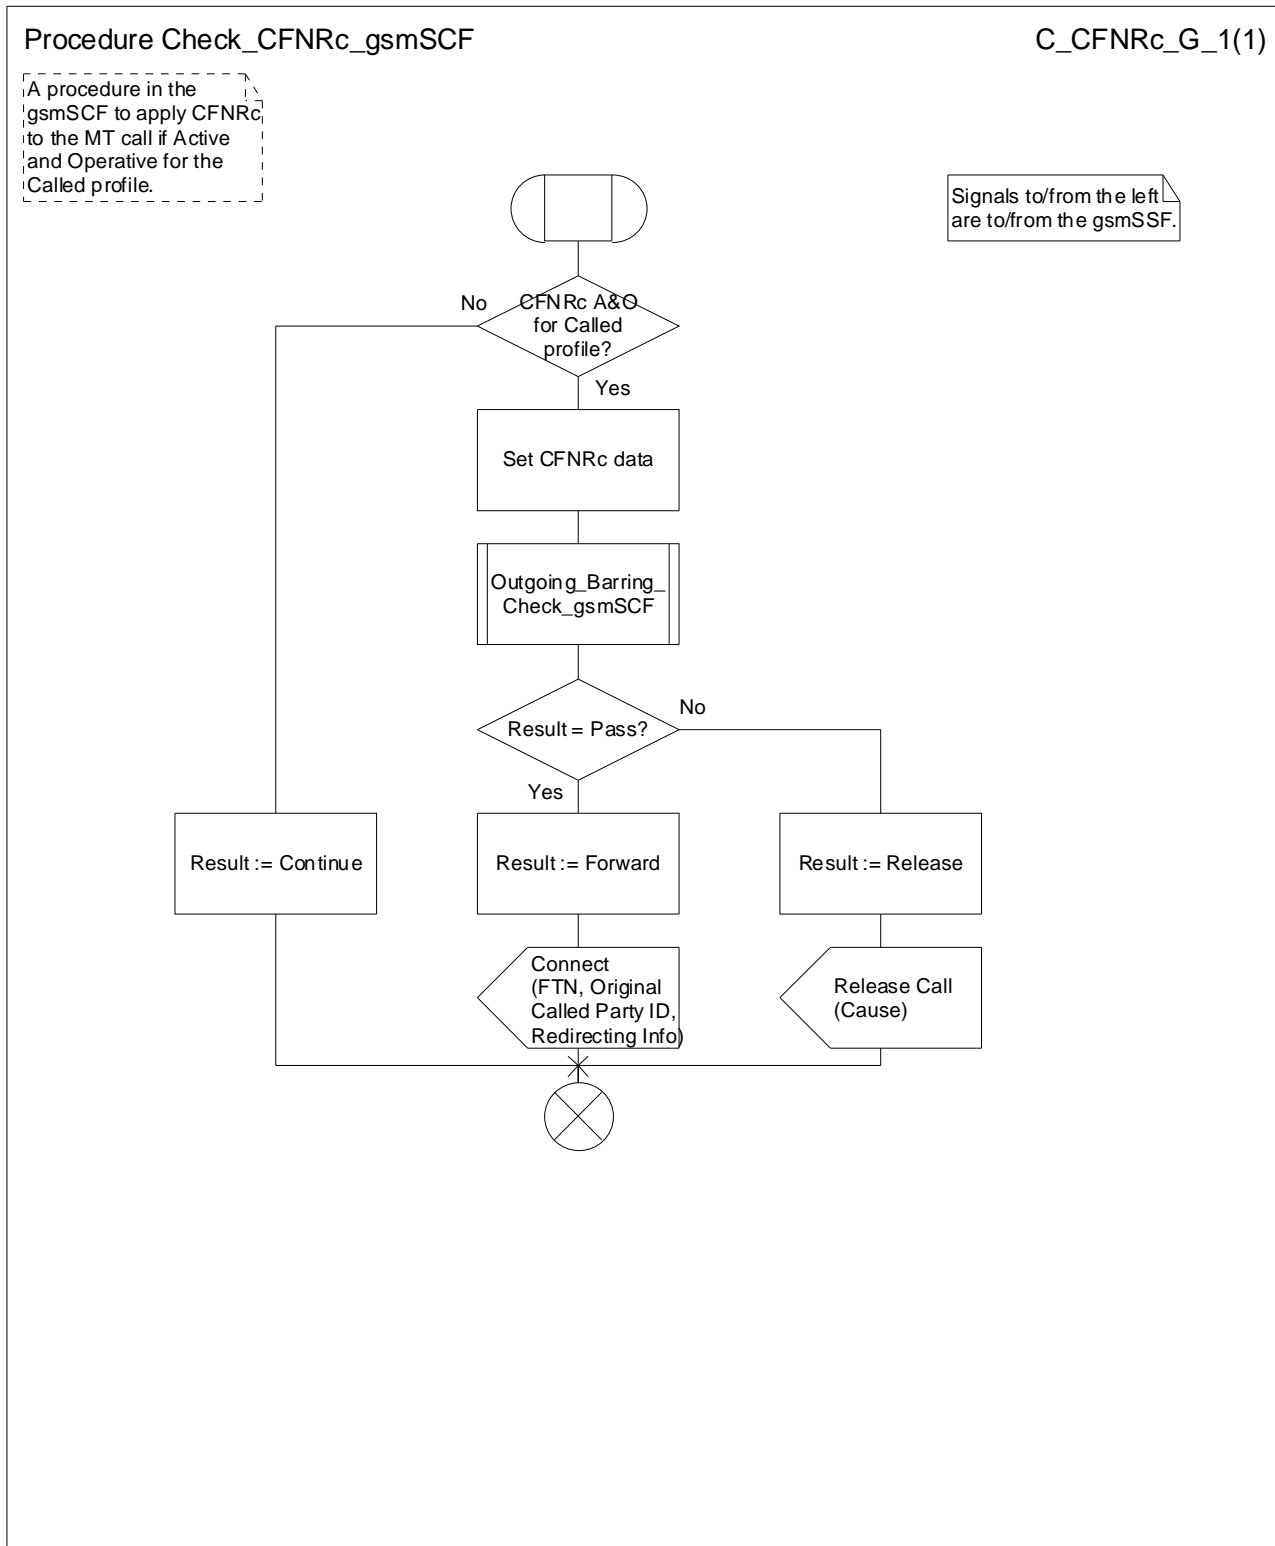 Procedure Check_CFNRc_gsmSCF
C_CFNRc_G_1(1)
A procedure in the
gsmSCF to apply CFNRc
to the MT call if Active
and Operative for the
Called profile.
Signals to/from the left
are to/from the gsmSSF.
No
CFNRc A&O
for Called
profile?
Yes
Set CFNRc data
Outgoing_Barring_
Check_gsmSCF
Result = Pass?
No
Yes
Result := Continue
Result := Forward
Result := Release
Connect
(FTN, Original
Called Party ID,
Redirecting Info)
Release Call
(Cause)